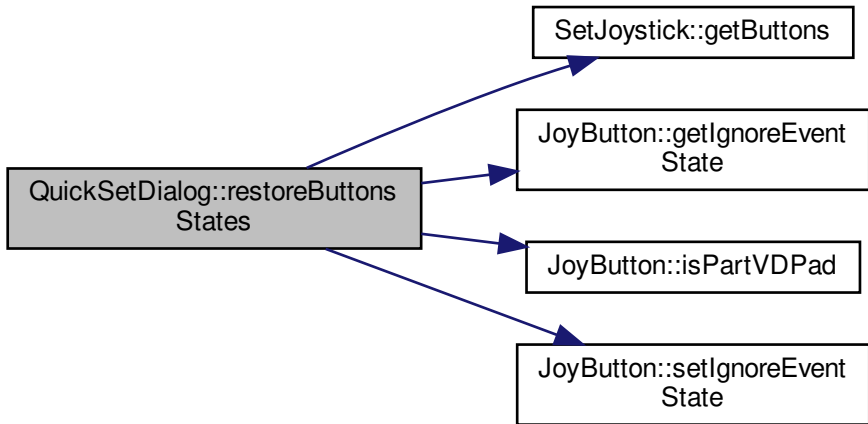 SetJoystick::getButtons
JoyButton::getIgnoreEvent
State
QuickSetDialog::restoreButtons
States
JoyButton::isPartVDPad
JoyButton::setIgnoreEvent
State